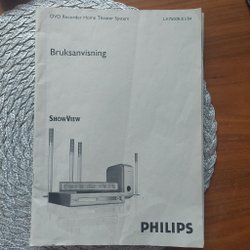 DVD Recorder Home Theater System
Bruksanvisning
SHOWVIEW
PHILIPS